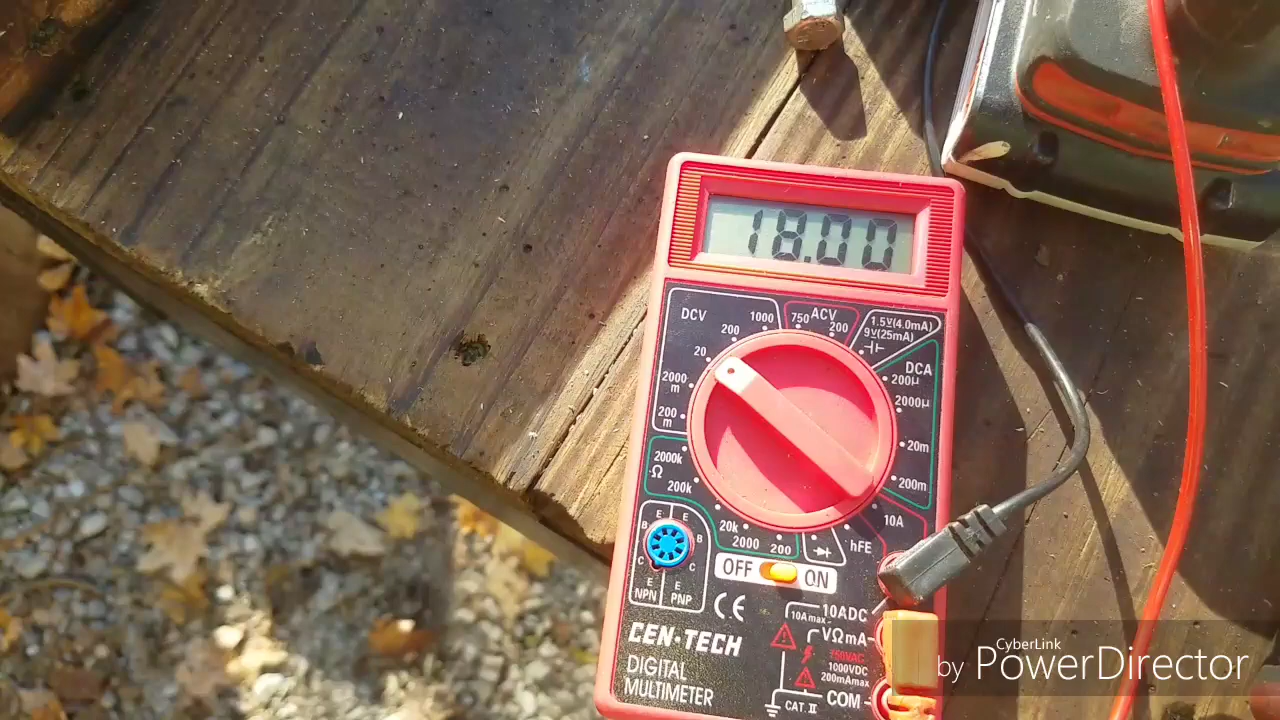 18.00
DCV
1000
750
ACV
200
200
1.5V(4.0mA)
9V(25mA)
20
DCA
2000
m
200µ
2000µ
200
m
20m
2000k
Ω
200k
200m
20k
2000
200
10A
hFE
E
E
B
B
C
C
E
E
NPN
PNP
OFF
ON
CE
10Amax
10ADC
VΩmA
750VAC
1000VDC
200mAmax
CAT. II
COM
CEN-TECH
DIGITAL
MULTIMETER
CyberLink
by PowerDirector